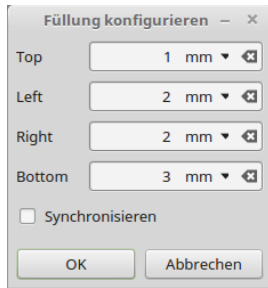 Füllung konfigurieren
Top 1 mm
Left 2 mm
Right 2 mm
Bottom 3 mm
Synchronisieren
OK Abbrechen